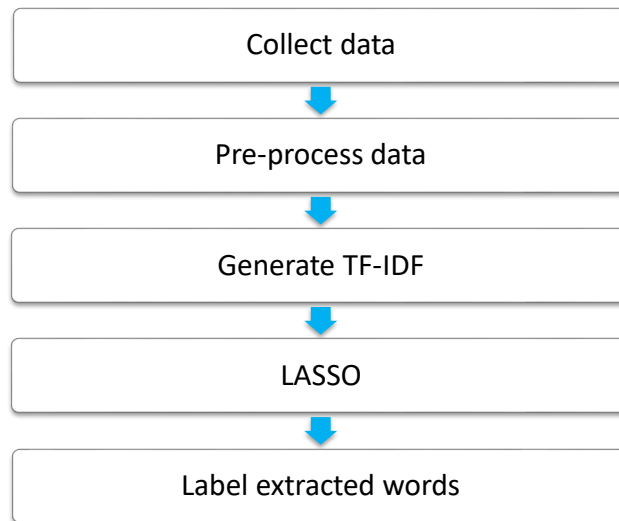 Collect data
Pre-process data
Generate TF-IDF
LASSO
Label extracted words